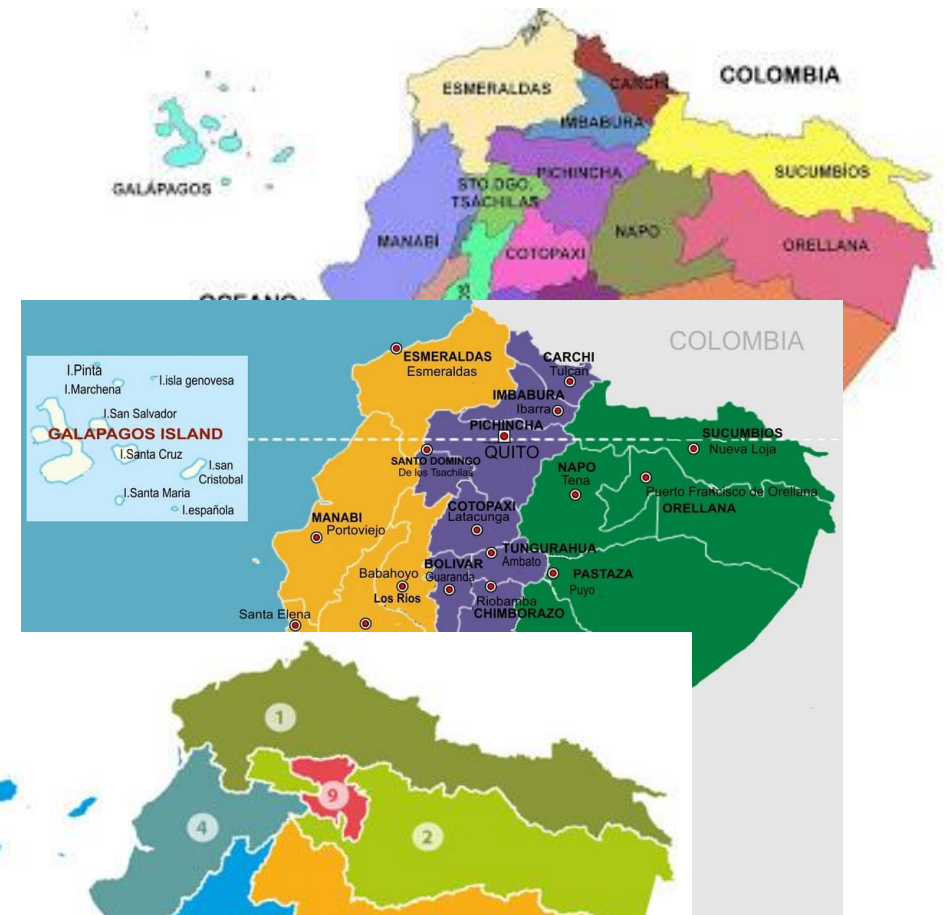 COLOMBIA
ESMERALDAS
CARCHI
IMBABURA
PICHINCHA
SUCUMBÍOS
GALÁPAGOS
STO.DGO.
TSÁCHILAS
MANABÍ
NAPO
COTOPAXI
ORELLANA
COLOMBIA
ESMERALDAS
Esmeraldas
CARCHI
Tulcan
I.Pinta
I.Marchena
I.isla genovesa
IMBABURA
Ibarra
I.San Salvador
PICHINCHA
GALAPAGOS ISLAND
SUCUMBIOS
Nueva Loja
QUITO
I.Santa Cruz
SANTO DOMINGO
De los Tsachilas
I.san
Cristobal
NAPO
Tena
I.Santa Maria
Puerto Francisco de Orellana
ORELLANA
I.española
COTOPAXI
Latacunga
MANABI
Portoviejo
TUNGURAHUA
Ambato
BOLIVAR
Guaranda
PASTAZA
Puyo
Babahoyo
Los Rios
Riobamba
CHIMBORAZO
Santa Elena
1
9
4
2